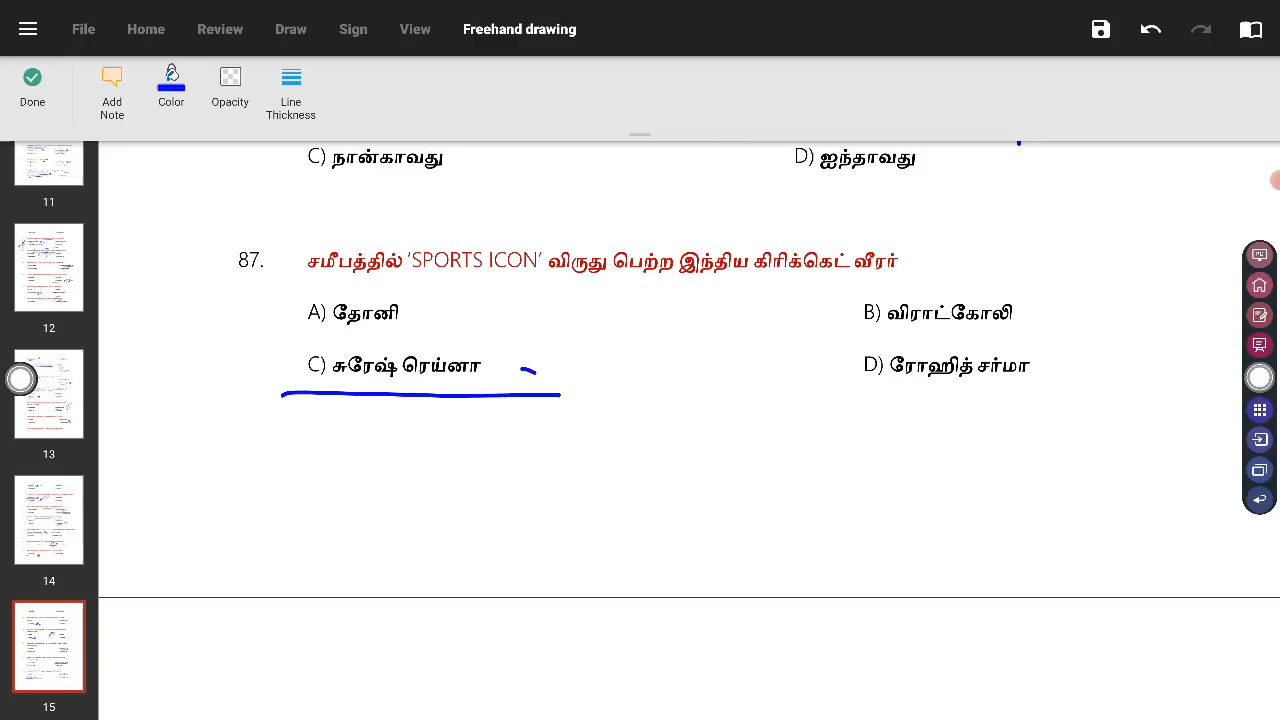 File Home Review Draw Sign View Freehand drawing
Done Add Note Color Opacity Line Thickness
C) நான்காவது D) ஐந்தாவது
11
87. சமீபத்தில் ‘SPORTS ICON’ விருது பெற்ற இந்திய கிரிக்கெட் வீரர்
A) தோனி B) விராட்கோலி
12
C) சுரேஷ் ரெய்னா D) ரோஹித் சர்மா
13
14
15